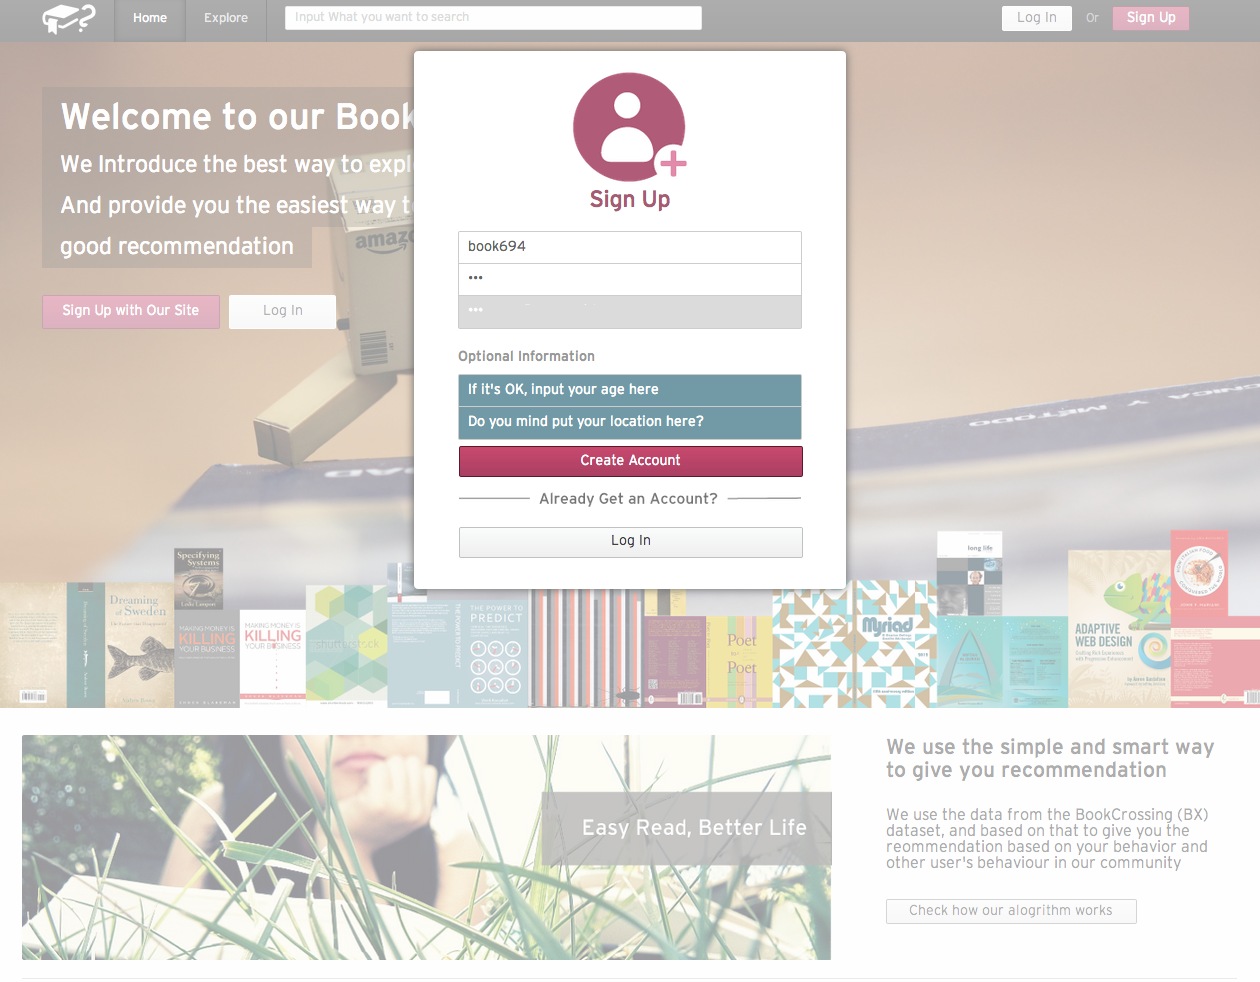 Home
Explore
Input What you want to search
Log In
Or
Sign Up
Welcome to our Book
We Introduce the best way to expl
And provide you the easiest way t
good recommendation
Sign Up with Our Site
Log In
amazo
Sign Up
book694
•••
•••
Optional Information
If it's OK, input your age here
Do you mind put your location here?
Create Account
Already Get an Account?
Log In
Specifying
Systems
Dreaming
of Sweden
MAKING MONEY IS
KILLING
YOUR BUSINESS
MAKING MONEY IS
KILLING
YOUR BUSINESS
shutterstock
THE POWER TO PREDICT
THE POWER TO
PREDICT
Poet
Poet
Myriad
long life
ADAPTIVE
WEB DESIGN
Easy Read, Better Life
We use the simple and smart way
to give you recommendation
We use the data from the BookCrossing (BX)
dataset, and based on that to give you the
reommendation based on your behavior and
other user's behaviour in our community
Check how our alogrithm works